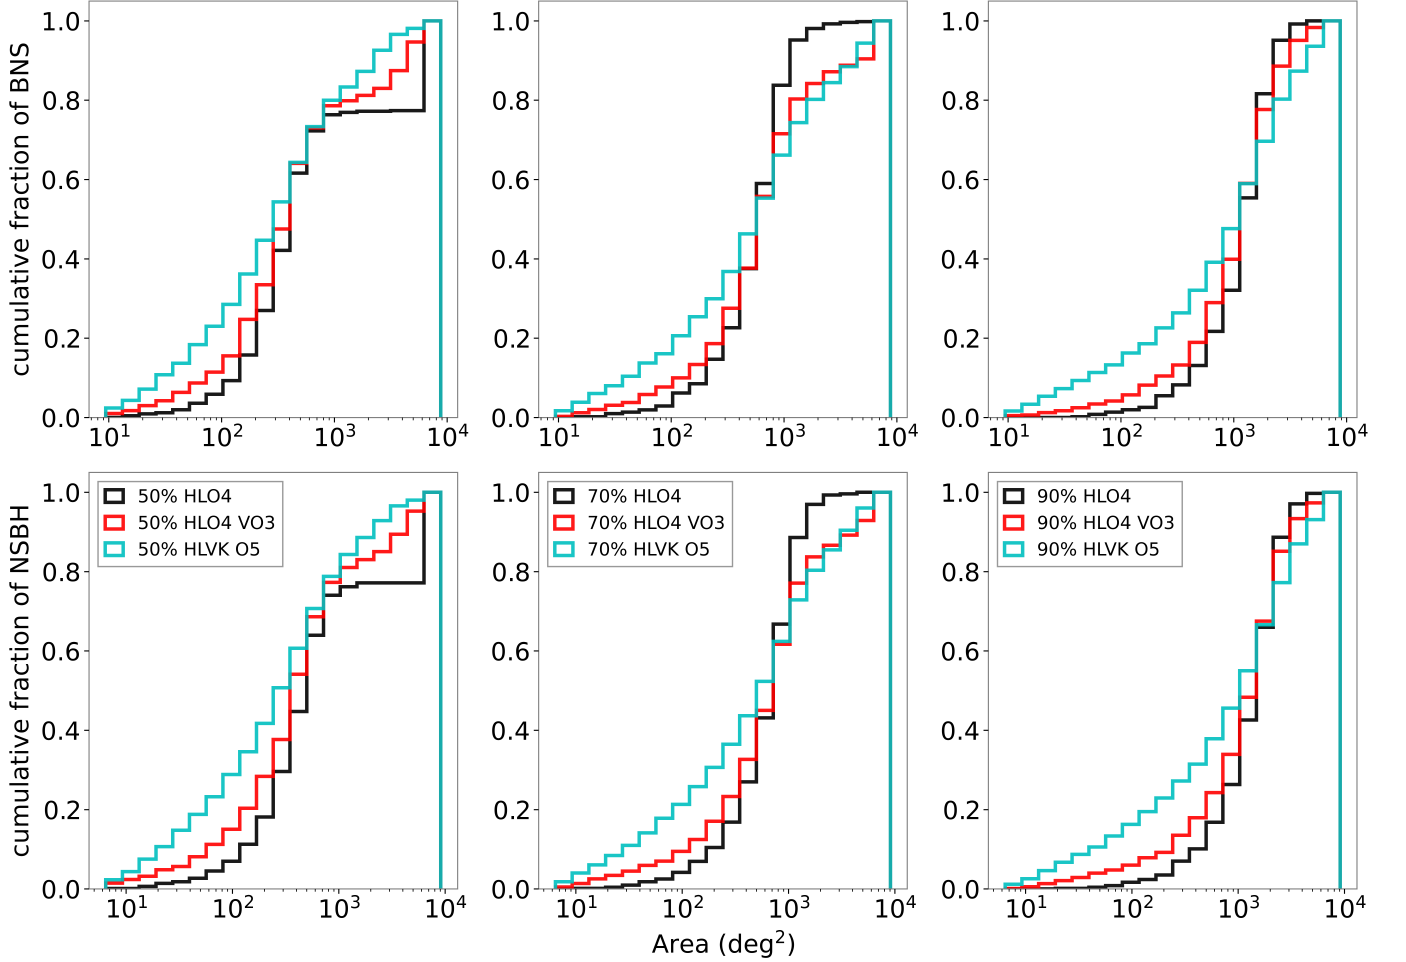 cumulative fraction of BNS
1.0
0.8
0.6
0.4
0.2
0.0
10¹ 10² 10³ 10⁴
1.0
0.8
0.6
0.4
0.2
0.0
10¹ 10² 10³ 10⁴
1.0
0.8
0.6
0.4
0.2
0.0
10¹ 10² 10³ 10⁴
cumulative fraction of NSBH
1.0
0.8
0.6
0.4
0.2
0.0
50% HLO4
50% HLO4 VO3
50% HLVK O5
10¹ 10² 10³ 10⁴
1.0
0.8
0.6
0.4
0.2
0.0
70% HLO4
70% HLO4 VO3
70% HLVK O5
10¹ 10² 10³ 10⁴
1.0
0.8
0.6
0.4
0.2
0.0
90% HLO4
90% HLO4 VO3
90% HLVK O5
10¹ 10² 10³ 10⁴
Area (deg²)